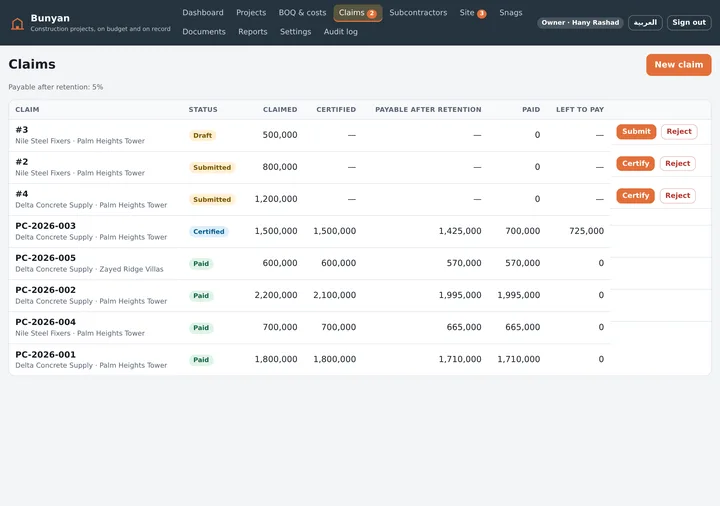 Bunyan
Construction projects, on budget and on record
Dashboard Projects BOQ & costs Claims 2 Subcontractors Site 3 Snags
Documents Reports Settings Audit log
Owner · Hany Rashad العربية Sign out
Claims New claim
Payable after retention: 5%
CLAIM STATUS CLAIMED CERTIFIED PAYABLE AFTER RETENTION PAID LEFT TO PAY
#3
Nile Steel Fixers · Palm Heights Tower
Draft 500,000 — — 0 — Submit Reject
#2
Nile Steel Fixers · Palm Heights Tower
Submitted 800,000 — — 0 — Certify Reject
#4
Delta Concrete Supply · Palm Heights Tower
Submitted 1,200,000 — — 0 — Certify Reject
PC-2026-003
Delta Concrete Supply · Palm Heights Tower
Certified 1,500,000 1,500,000 1,425,000 700,000 725,000
PC-2026-005
Delta Concrete Supply · Zayed Ridge Villas
Paid 600,000 600,000 570,000 570,000 0
PC-2026-002
Delta Concrete Supply · Palm Heights Tower
Paid 2,200,000 2,100,000 1,995,000 1,995,000 0
PC-2026-004
Nile Steel Fixers · Palm Heights Tower
Paid 700,000 700,000 665,000 665,000 0
PC-2026-001
Delta Concrete Supply · Palm Heights Tower
Paid 1,800,000 1,800,000 1,710,000 1,710,000 0